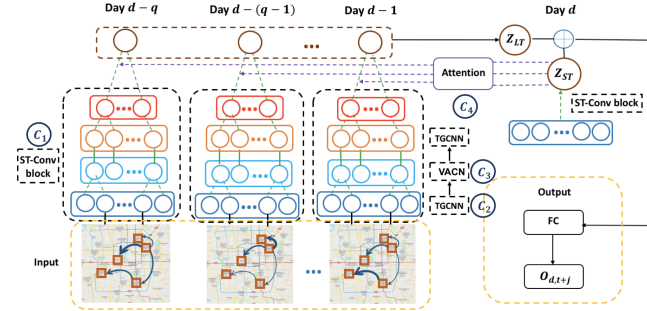 Day d − q
Day d − (q − 1)
Day d − 1
Day d
...
Z_LT
Attention
Z_ST
C_4
C_1
ST-Conv
block
ST-Conv block
TGCNN
VACN
C_3
TGCNN
C_2
Output
FC
O_{d,t+j}
Input
...